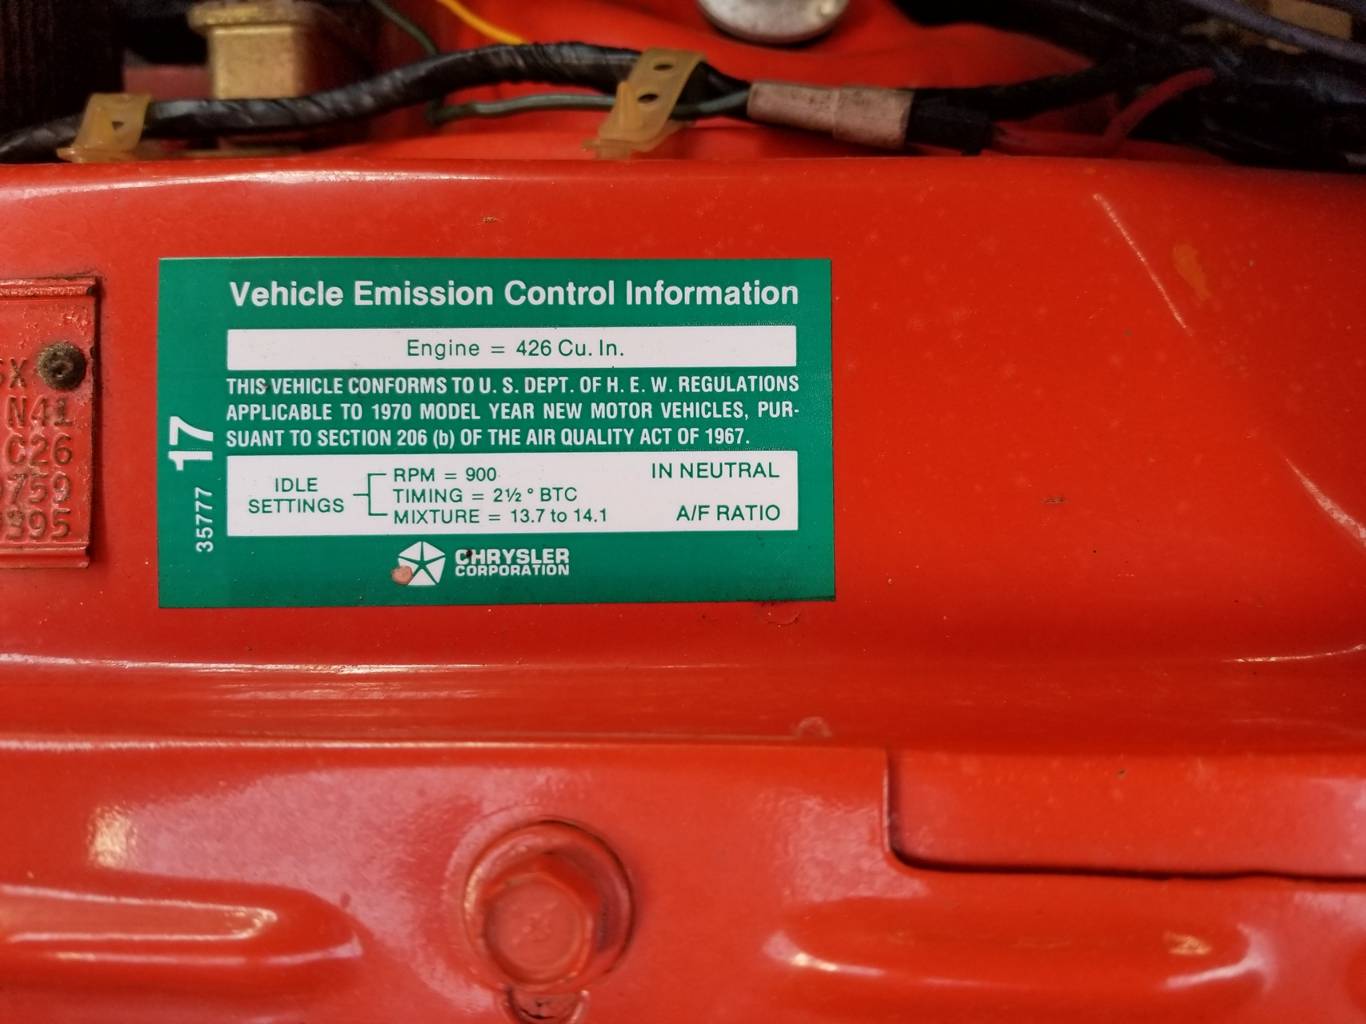 Vehicle Emission Control Information
Engine = 426 Cu. In.
THIS VEHICLE CONFORMS TO U. S. DEPT. OF H. E. W. REGULATIONS
APPLICABLE TO 1970 MODEL YEAR NEW MOTOR VEHICLES, PUR-
SUANT TO SECTION 206 (b) OF THE AIR QUALITY ACT OF 1967.
IDLE
SETTINGS
RPM = 900 IN NEUTRAL
TIMING = 2½ ° BTC
MIXTURE = 13.7 to 14.1 A/F RATIO
CHRYSLER
CORPORATION
35777 17
N41
C26